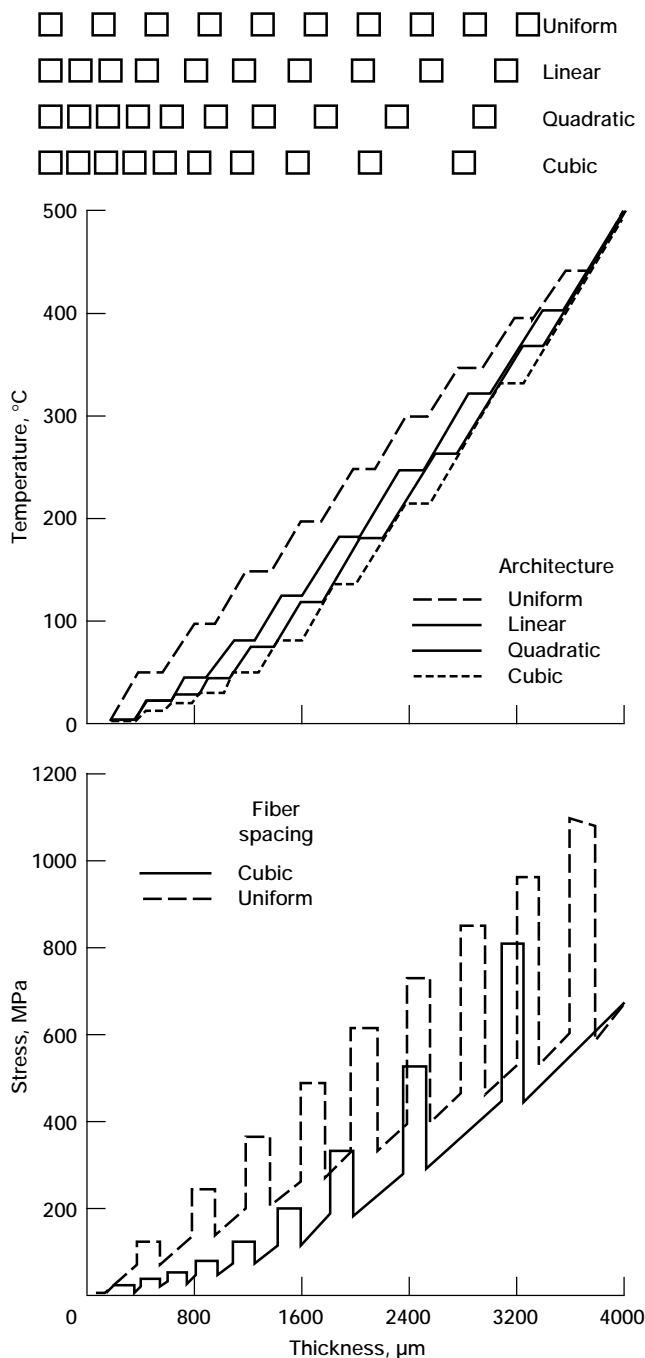 Uniform
Linear
Quadratic
Cubic
500
400
300
200
100
0
Temperature, °C
Architecture
Uniform
Linear
Quadratic
Cubic
1200
1000
800
600
400
200
Stress, MPa
Fiber
spacing
Cubic
Uniform
0 800 1600 2400 3200 4000
Thickness, μm